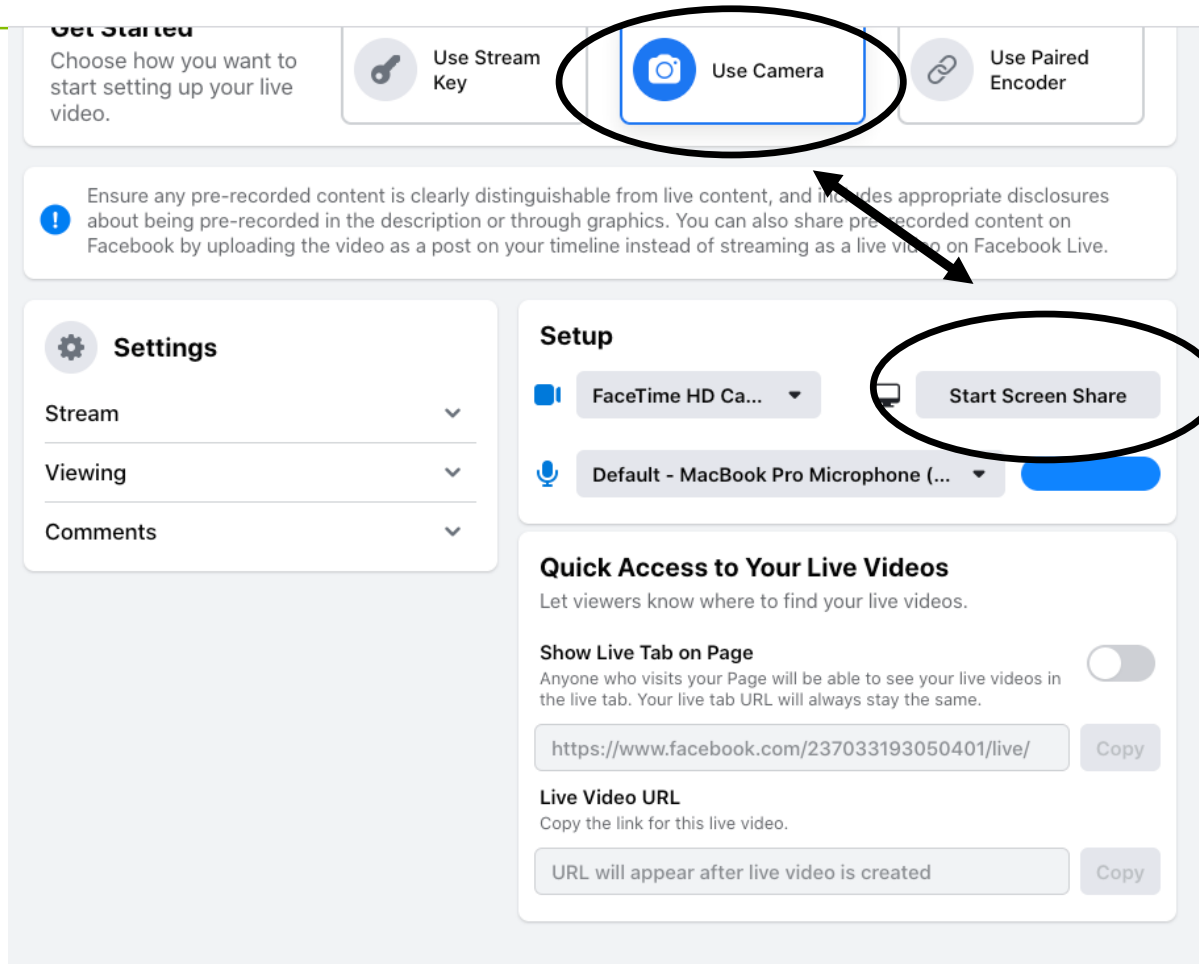 Get Started
Choose how you want to
start setting up your live
video.
Use Stream
Key
Use Camera
Use Paired
Encoder
Ensure any pre-recorded content is clearly distinguishable from live content, and includes appropriate disclosures
about being pre-recorded in the description or through graphics. You can also share pre-recorded content on
Facebook by uploading the video as a post on your timeline instead of streaming as a live video on Facebook Live.
Settings
Stream
Viewing
Comments
Setup
FaceTime HD Ca...
Start Screen Share
Default - MacBook Pro Microphone (...
Quick Access to Your Live Videos
Let viewers know where to find your live videos.
Show Live Tab on Page
Anyone who visits your Page will be able to see your live videos in
the live tab. Your live tab URL will always stay the same.
https://www.facebook.com/237033193050401/live/
Copy
Live Video URL
Copy the link for this live video.
URL will appear after live video is created
Copy